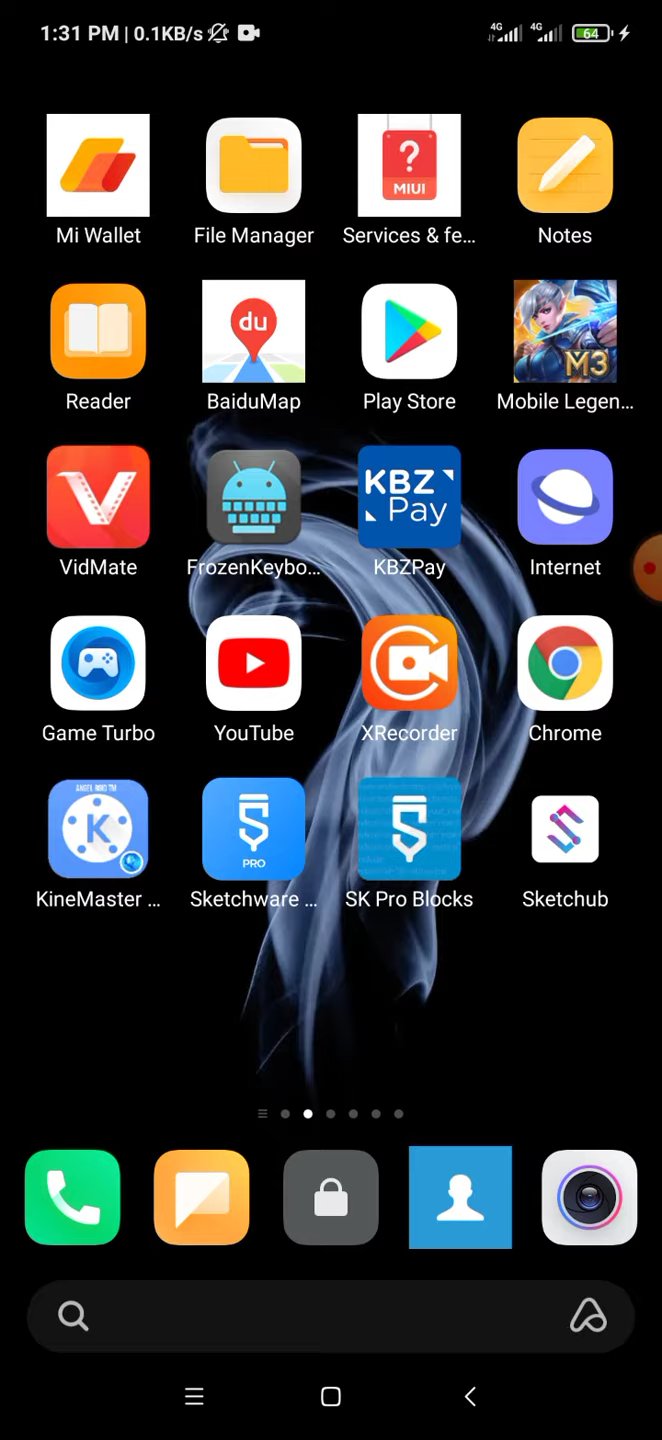 1:31 PM | 0.1KB/s 4G 4G 64
MIUI
Mi Wallet File Manager Services & fe... Notes
du
M3
Reader BaiduMap Play Store Mobile Legen...
KBZ
Pay
VidMate FrozenKeybo... KBZPay Internet
Game Turbo YouTube XRecorder Chrome
K
PRO
KineMaster ... Sketchware ... SK Pro Blocks Sketchub